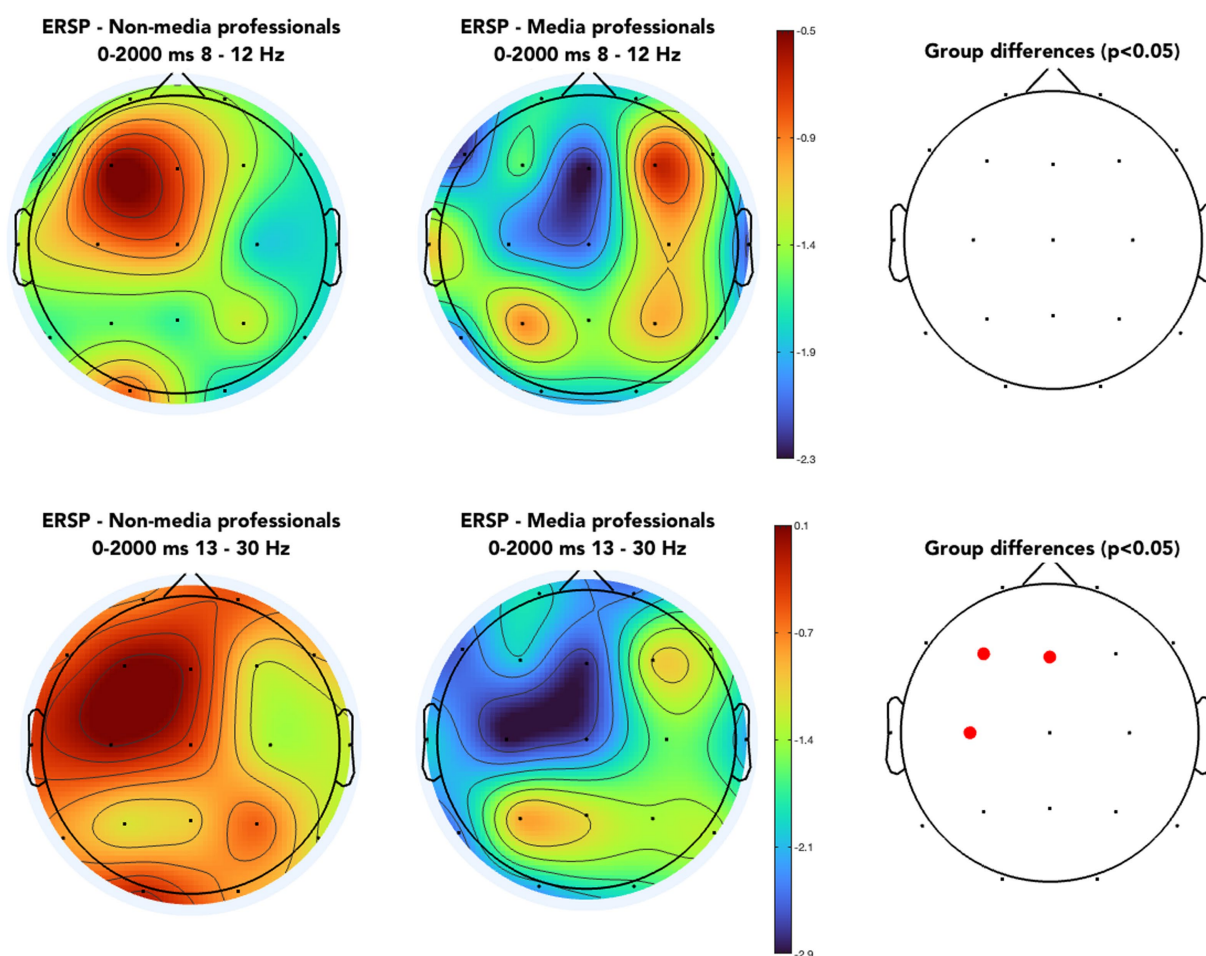 ERSP - Non-media professionals
0-2000 ms 8 - 12 Hz
ERSP - Media professionals
0-2000 ms 8 - 12 Hz
-0.5
-0.9
-1.4
-1.9
-2.3
Group differences (p<0.05)
ERSP - Non-media professionals
0-2000 ms 13 - 30 Hz
ERSP - Media professionals
0-2000 ms 13 - 30 Hz
0.1
-0.7
-1.4
-2.1
-2.9
Group differences (p<0.05)